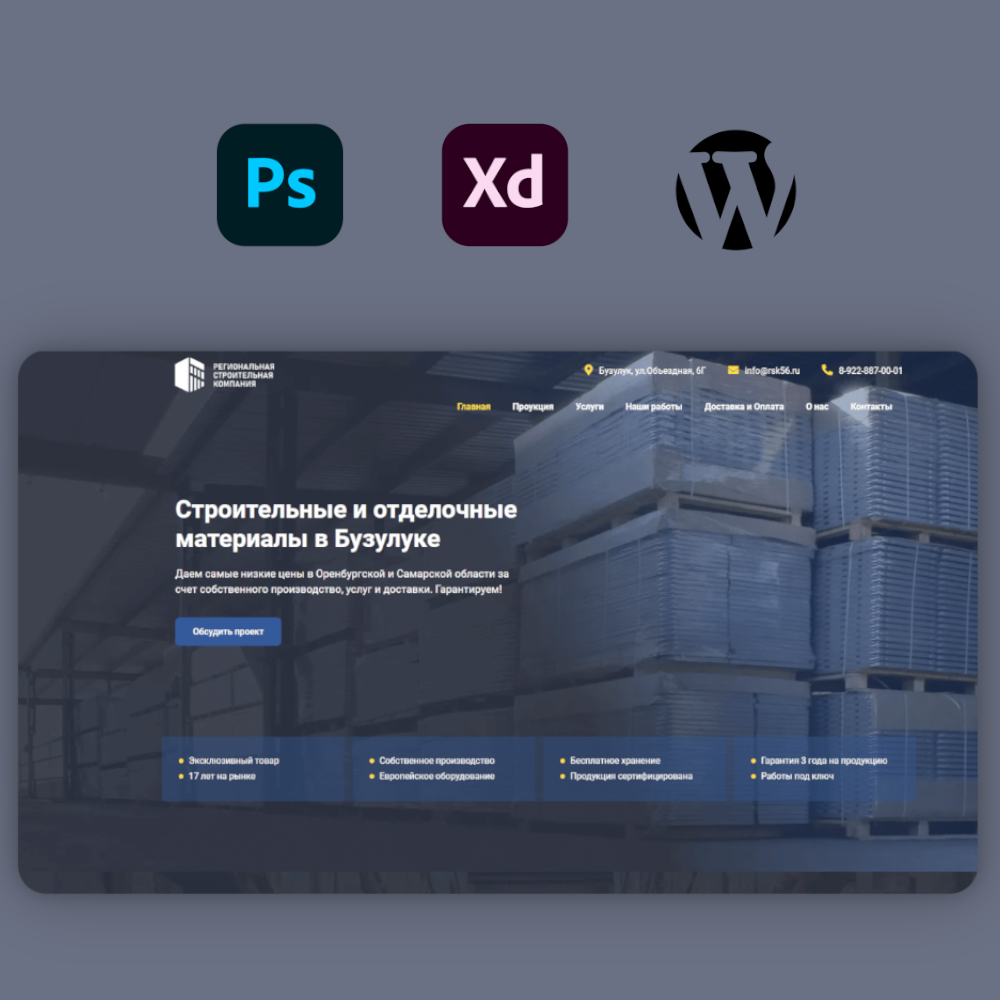 Ps
Xd
W
РЕГИОНАЛЬНАЯ
СТРОИТЕЛЬНАЯ
КОМПАНИЯ
Бузулук, ул.Объездная, 6Г info@rsk56.ru 8-922-887-00-01
Главная Проукция Услуги Наши работы Доставка и Оплата О нас Контакты
Строительные и отделочные
материалы в Бузулуке
Даем самые низкие цены в Оренбургской и Самарской области за
счет собственного производство, услуг и доставки. Гарантируем!
Обсудить проект
Эксклюзивный товар
17 лет на рынке
Собственное производство
Европейское оборудование
Бесплатное хранение
Продукция сертифицирована
Гарантия 3 года на продукцию
Работы под ключ